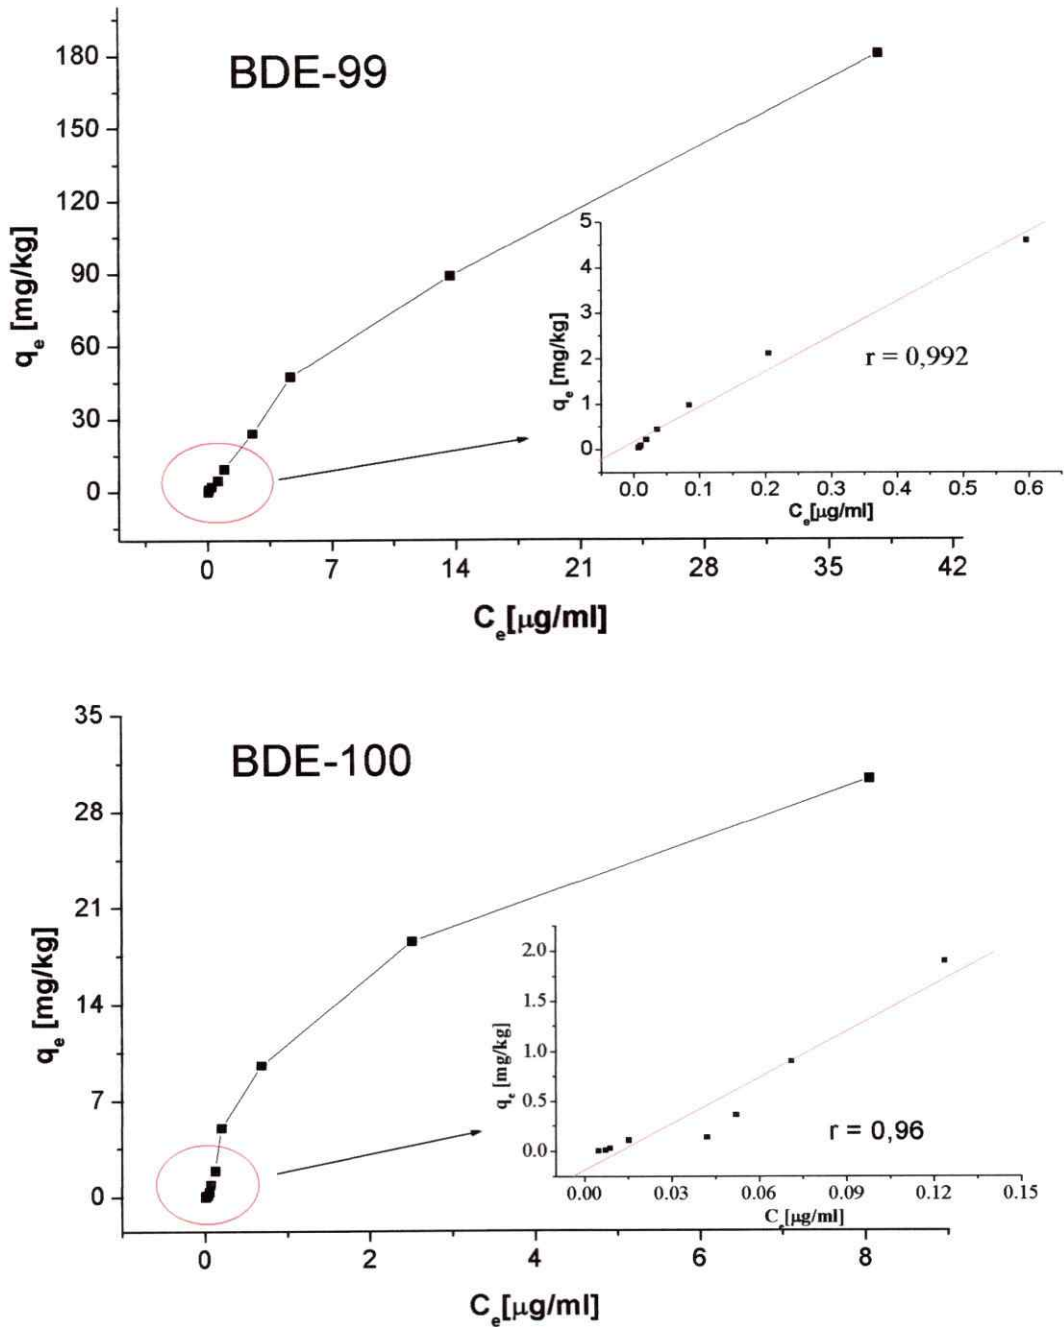 BDE-99
180
150
120
90
60
30
0
q_e [mg/kg]
0 7 14 21 28 35 42
C_e[μg/ml]
5
4
3
2
1
0
q_e [mg/kg]
r = 0,992
0.0 0.1 0.2 0.3 0.4 0.5 0.6
C_e[μg/ml]
BDE-100
35
28
21
14
7
0
q_e [mg/kg]
0 2 4 6 8
C_e[μg/ml]
2.0
1.5
1.0
0.5
0.0
q_e [mg/kg]
r = 0,96
0.00 0.03 0.06 0.09 0.12 0.15
C_e[μg/ml]